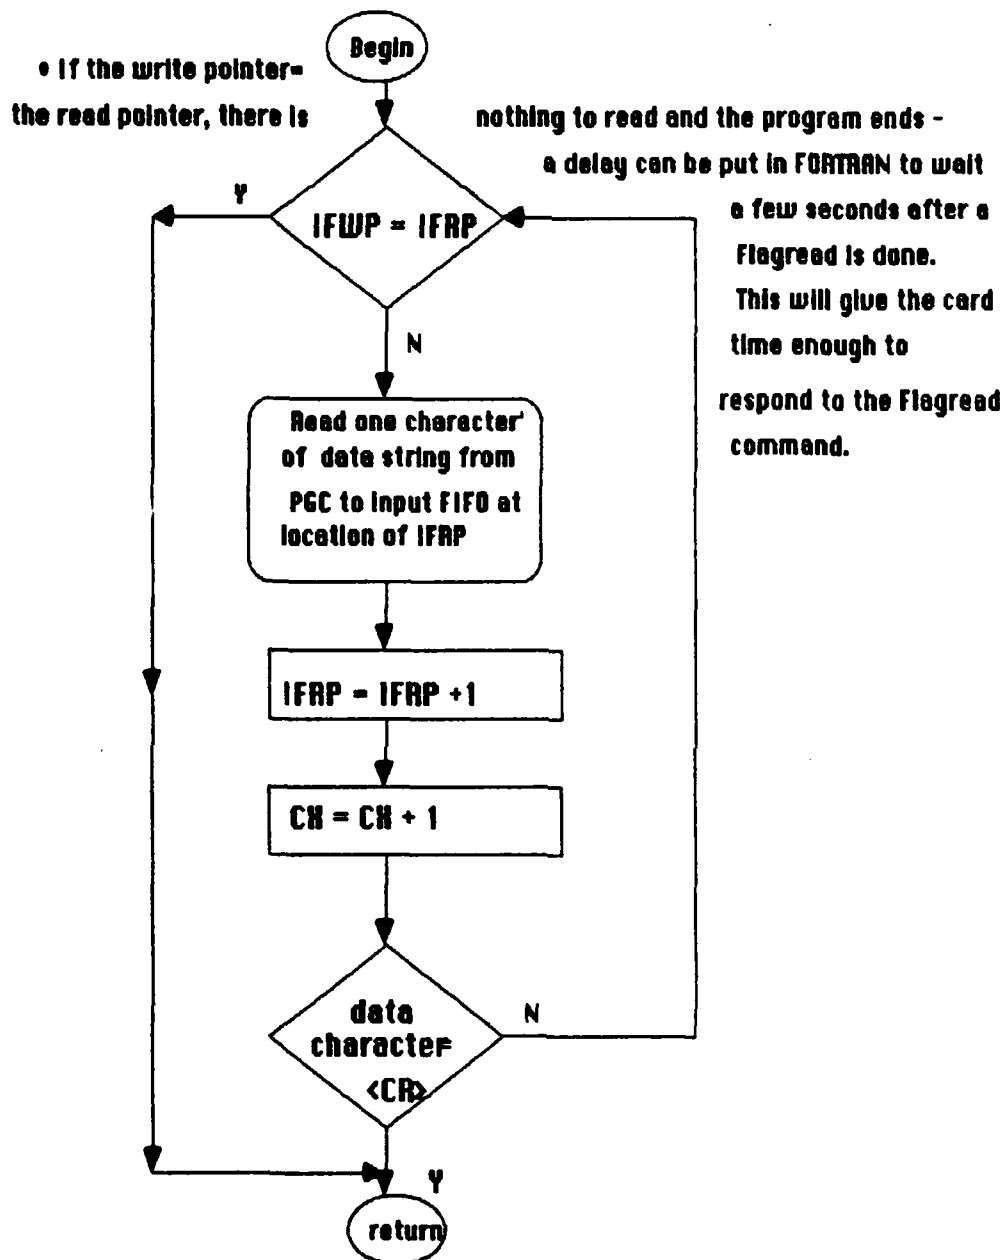 Begin
• If the write pointer=
the read pointer, there is
nothing to read and the program ends -
a delay can be put in FORTRAN to wait
a few seconds after a
Flagread is done.
This will give the card
time enough to
respond to the Flagread
command.
Y
IFWP = IFRP
N
Read one character
of data string from
PGC to input FIFO at
location of IFRP
IFRP = IFRP +1
CX = CX + 1
data
character=
<CR>
N
Y
return